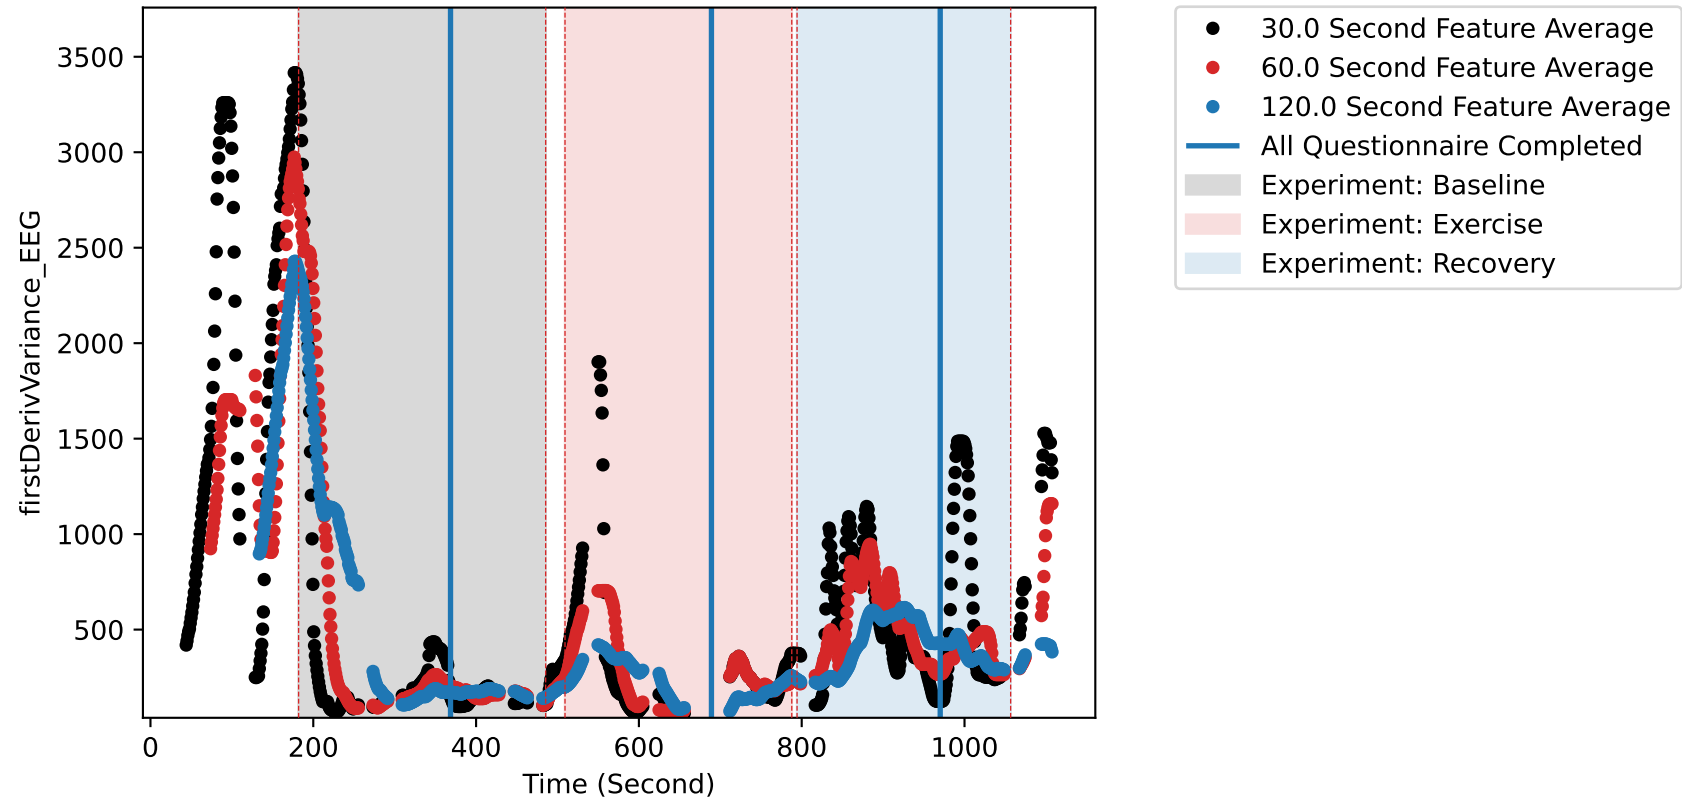 30.0 Second Feature Average
60.0 Second Feature Average
120.0 Second Feature Average
All Questionnaire Completed
Experiment: Baseline
Experiment: Exercise
Experiment: Recovery
firstDerivVariance_EEG
3500
3000
2500
2000
1500
1000
500
0 200 400 600 800 1000
Time (Second)